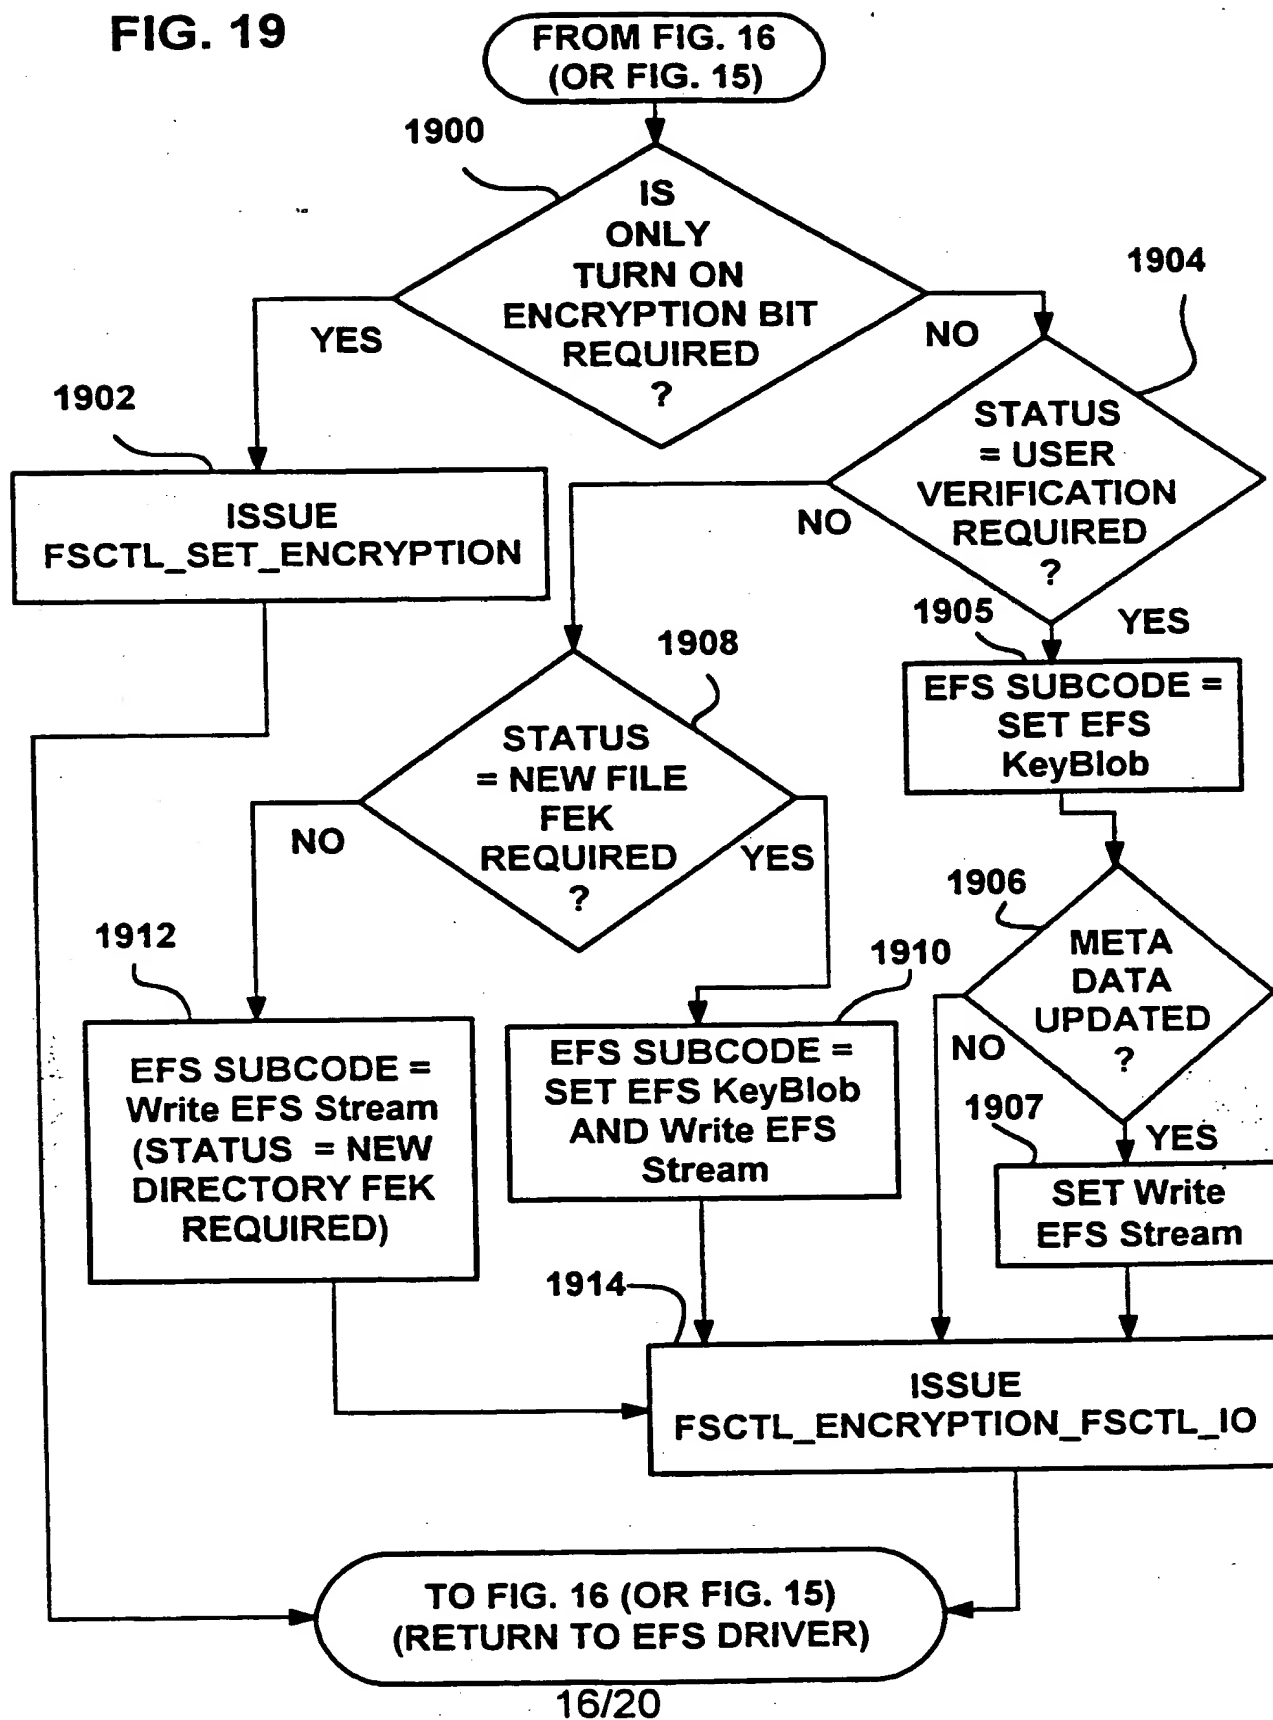 FIG. 19
FROM FIG. 16
(OR FIG. 15)
1900
IS
ONLY
TURN ON
ENCRYPTION BIT
REQUIRED
?
YES
NO
1902
ISSUE
FSCTL_SET_ENCRYPTION
1904
STATUS
= USER
VERIFICATION
REQUIRED
?
NO
YES
1905
EFS SUBCODE =
SET EFS
KeyBlob
1908
STATUS
= NEW FILE
FEK
REQUIRED
?
NO
YES
1906
META
DATA
UPDATED
?
NO
YES
1912
EFS SUBCODE =
Write EFS Stream
(STATUS = NEW
DIRECTORY FEK
REQUIRED)
1910
EFS SUBCODE =
SET EFS KeyBlob
AND Write EFS
Stream
1907
SET Write
EFS Stream
1914
ISSUE
FSCTL_ENCRYPTION_FSCTL_IO
TO FIG. 16 (OR FIG. 15)
(RETURN TO EFS DRIVER)
16/20